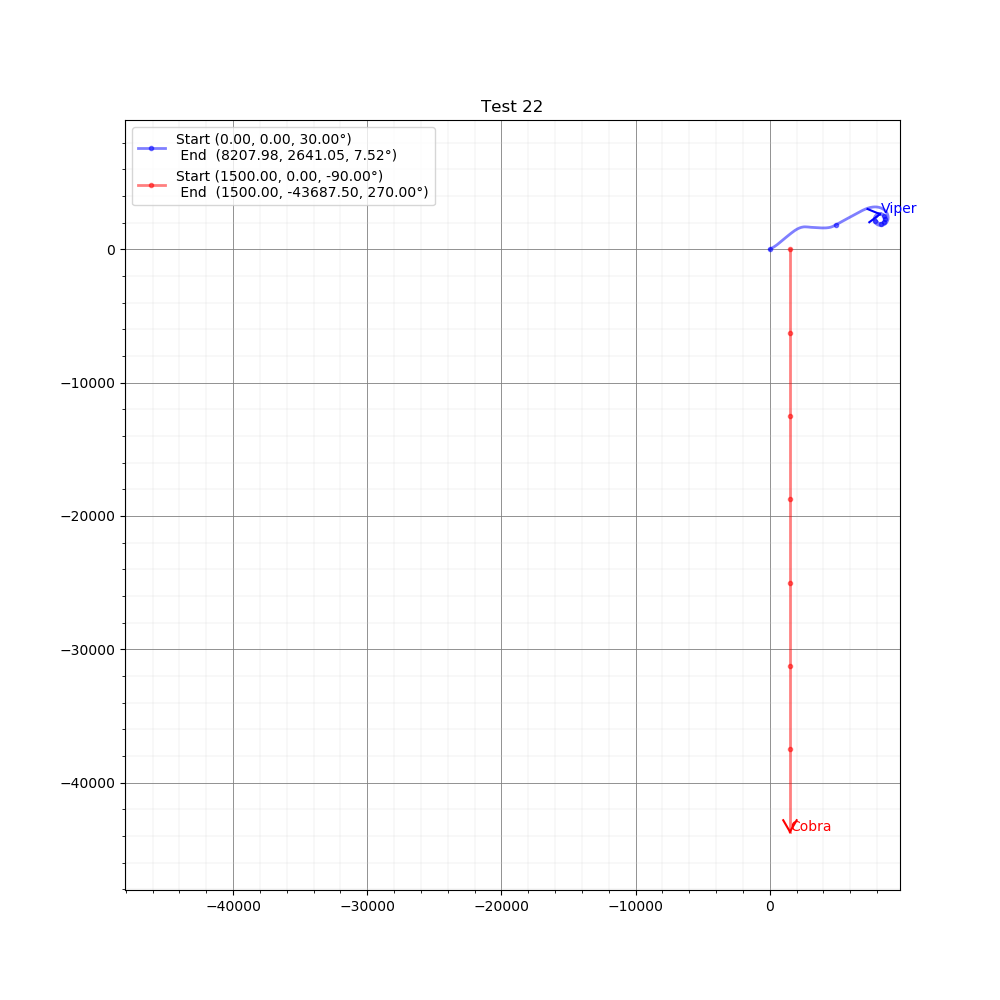 Test 22
Start (0.00, 0.00, 30.00°)
End  (8207.98, 2641.05, 7.52°)
Start (1500.00, 0.00, -90.00°)
End  (1500.00, -43687.50, 270.00°)
Viper
0
−10000
−20000
−30000
−40000
Cobra
−40000
−30000
−20000
−10000
0